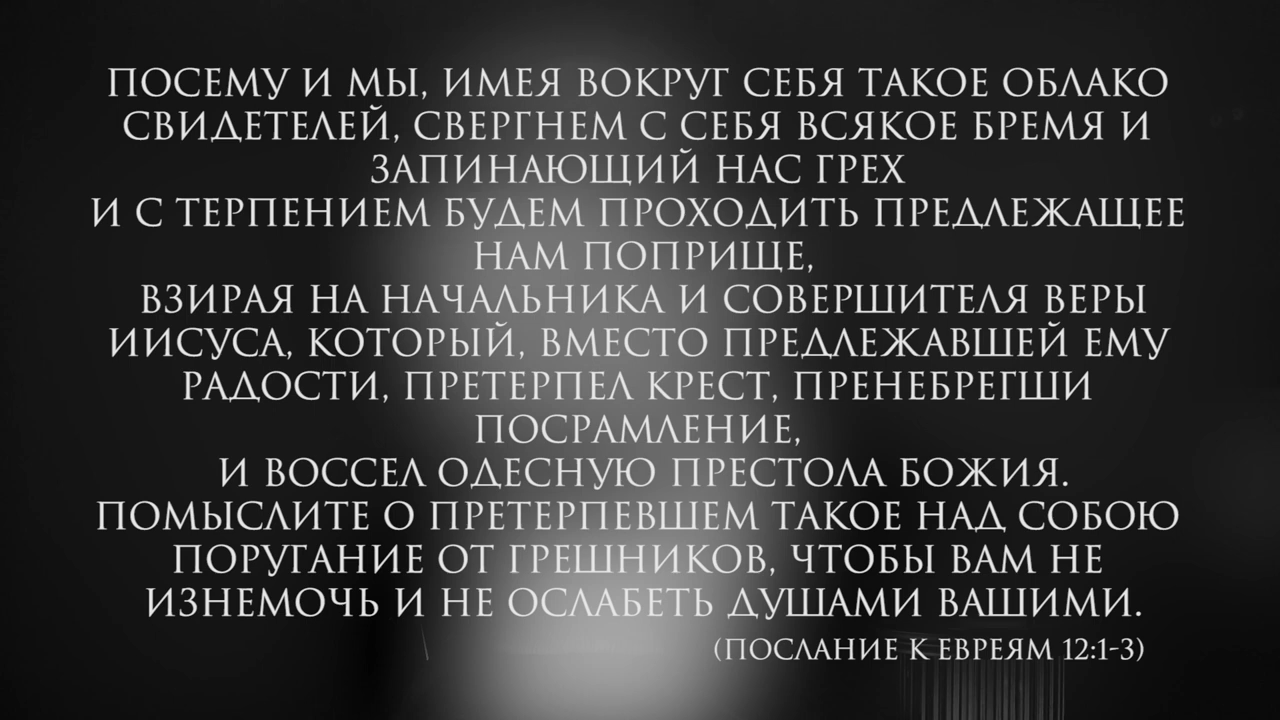 ПОСЕМУ И МЫ, ИМЕЯ ВОКРУГ СЕБЯ ТАКОЕ ОБЛАКО
СВИДЕТЕЛЕЙ, СВЕРГНЕМ С СЕБЯ ВСЯКОЕ БРЕМЯ И
ЗАПИНАЮЩИЙ НАС ГРЕХ
И С ТЕРПЕНИЕМ БУДЕМ ПРОХОДИТЬ ПРЕДЛЕЖАЩЕЕ
НАМ ПОПРИЩЕ,
ВЗИРАЯ НА НАЧАЛЬНИКА И СОВЕРШИТЕЛЯ ВЕРЫ
ИИСУСА, КОТОРЫЙ, ВМЕСТО ПРЕДЛЕЖАВШЕЙ ЕМУ
РАДОСТИ, ПРЕТЕРПЕЛ КРЕСТ, ПРЕНЕБРЕГШИ
ПОСРАМЛЕНИЕ,
И ВОССЕЛ ОДЕСНУЮ ПРЕСТОЛА БОЖИЯ.
ПОМЫСЛИТЕ О ПРЕТЕРПЕВШЕМ ТАКОЕ НАД СОБОЮ
ПОРУГАНИЕ ОТ ГРЕШНИКОВ, ЧТОБЫ ВАМ НЕ
ИЗНЕМОЧЬ И НЕ ОСЛАБЕТЬ ДУШАМИ ВАШИМИ.
(ПОСЛАНИЕ К ЕВРЕЯМ 12:1-3)